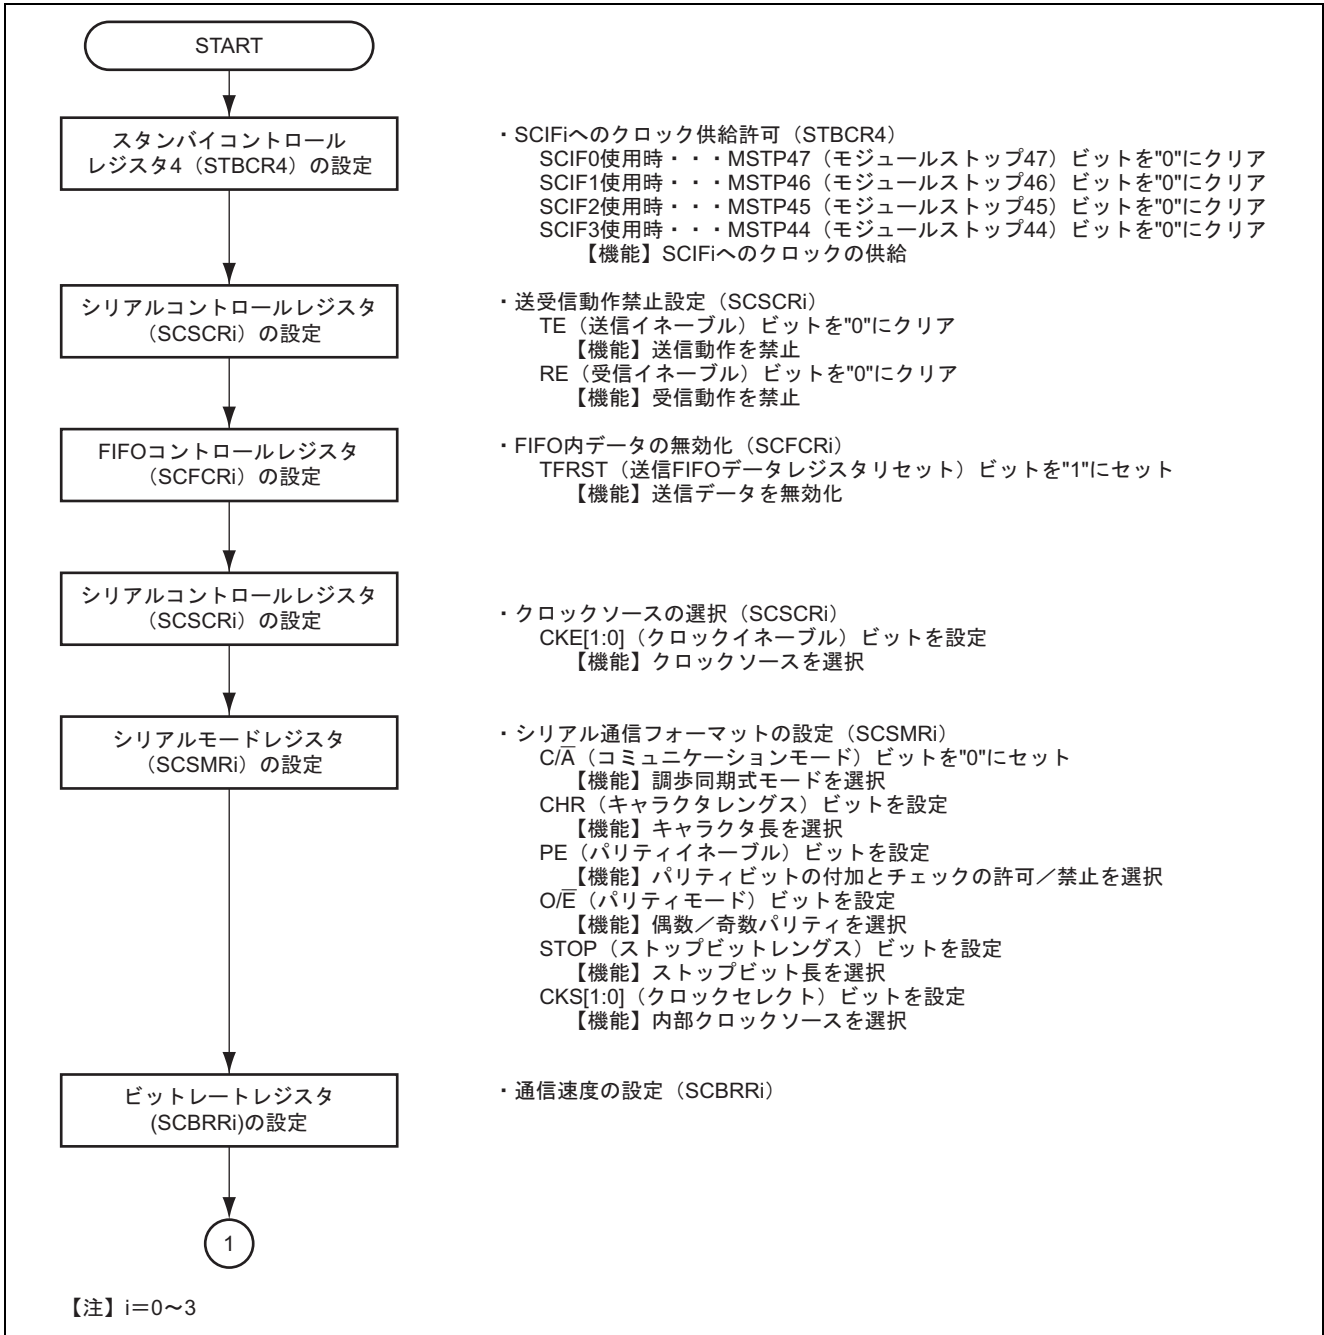 START
スタンバイコントロール
レジスタ4（STBCR4）の設定
・SCIFiへのクロック供給許可（STBCR4）
SCIF0使用時・・・MSTP47（モジュールストップ47）ビットを"0"にクリア
SCIF1使用時・・・MSTP46（モジュールストップ46）ビットを"0"にクリア
SCIF2使用時・・・MSTP45（モジュールストップ45）ビットを"0"にクリア
SCIF3使用時・・・MSTP44（モジュールストップ44）ビットを"0"にクリア
【機能】SCIFiへのクロックの供給
シリアルコントロールレジスタ
（SCSCRi）の設定
・送受信動作禁止設定（SCSCRi）
TE（送信イネーブル）ビットを"0"にクリア
【機能】送信動作を禁止
RE（受信イネーブル）ビットを"0"にクリア
【機能】受信動作を禁止
FIFOコントロールレジスタ
（SCFCRi）の設定
・FIFO内データの無効化（SCFCRi）
TFRST（送信FIFOデータレジスタリセット）ビットを"1"にセット
【機能】送信データを無効化
シリアルコントロールレジスタ
（SCSCRi）の設定
・クロックソースの選択（SCSCRi）
CKE[1:0]（クロックイネーブル）ビットを設定
【機能】クロックソースを選択
シリアルモードレジスタ
（SCSMRi）の設定
・シリアル通信フォーマットの設定（SCSMRi）
C/A̅（コミュニケーションモード）ビットを"0"にセット
【機能】調歩同期式モードを選択
CHR（キャラクタレングス）ビットを設定
【機能】キャラクタ長を選択
PE（パリティイネーブル）ビットを設定
【機能】パリティビットの付加とチェックの許可／禁止を選択
O/E̅（パリティモード）ビットを設定
【機能】偶数／奇数パリティを選択
STOP（ストップビットレングス）ビットを設定
【機能】ストップビット長を選択
CKS[1:0]（クロックセレクト）ビットを設定
【機能】内部クロックソースを選択
ビットレートレジスタ
(SCBRRi)の設定
・通信速度の設定（SCBRRi）
1
【注】i＝0〜3